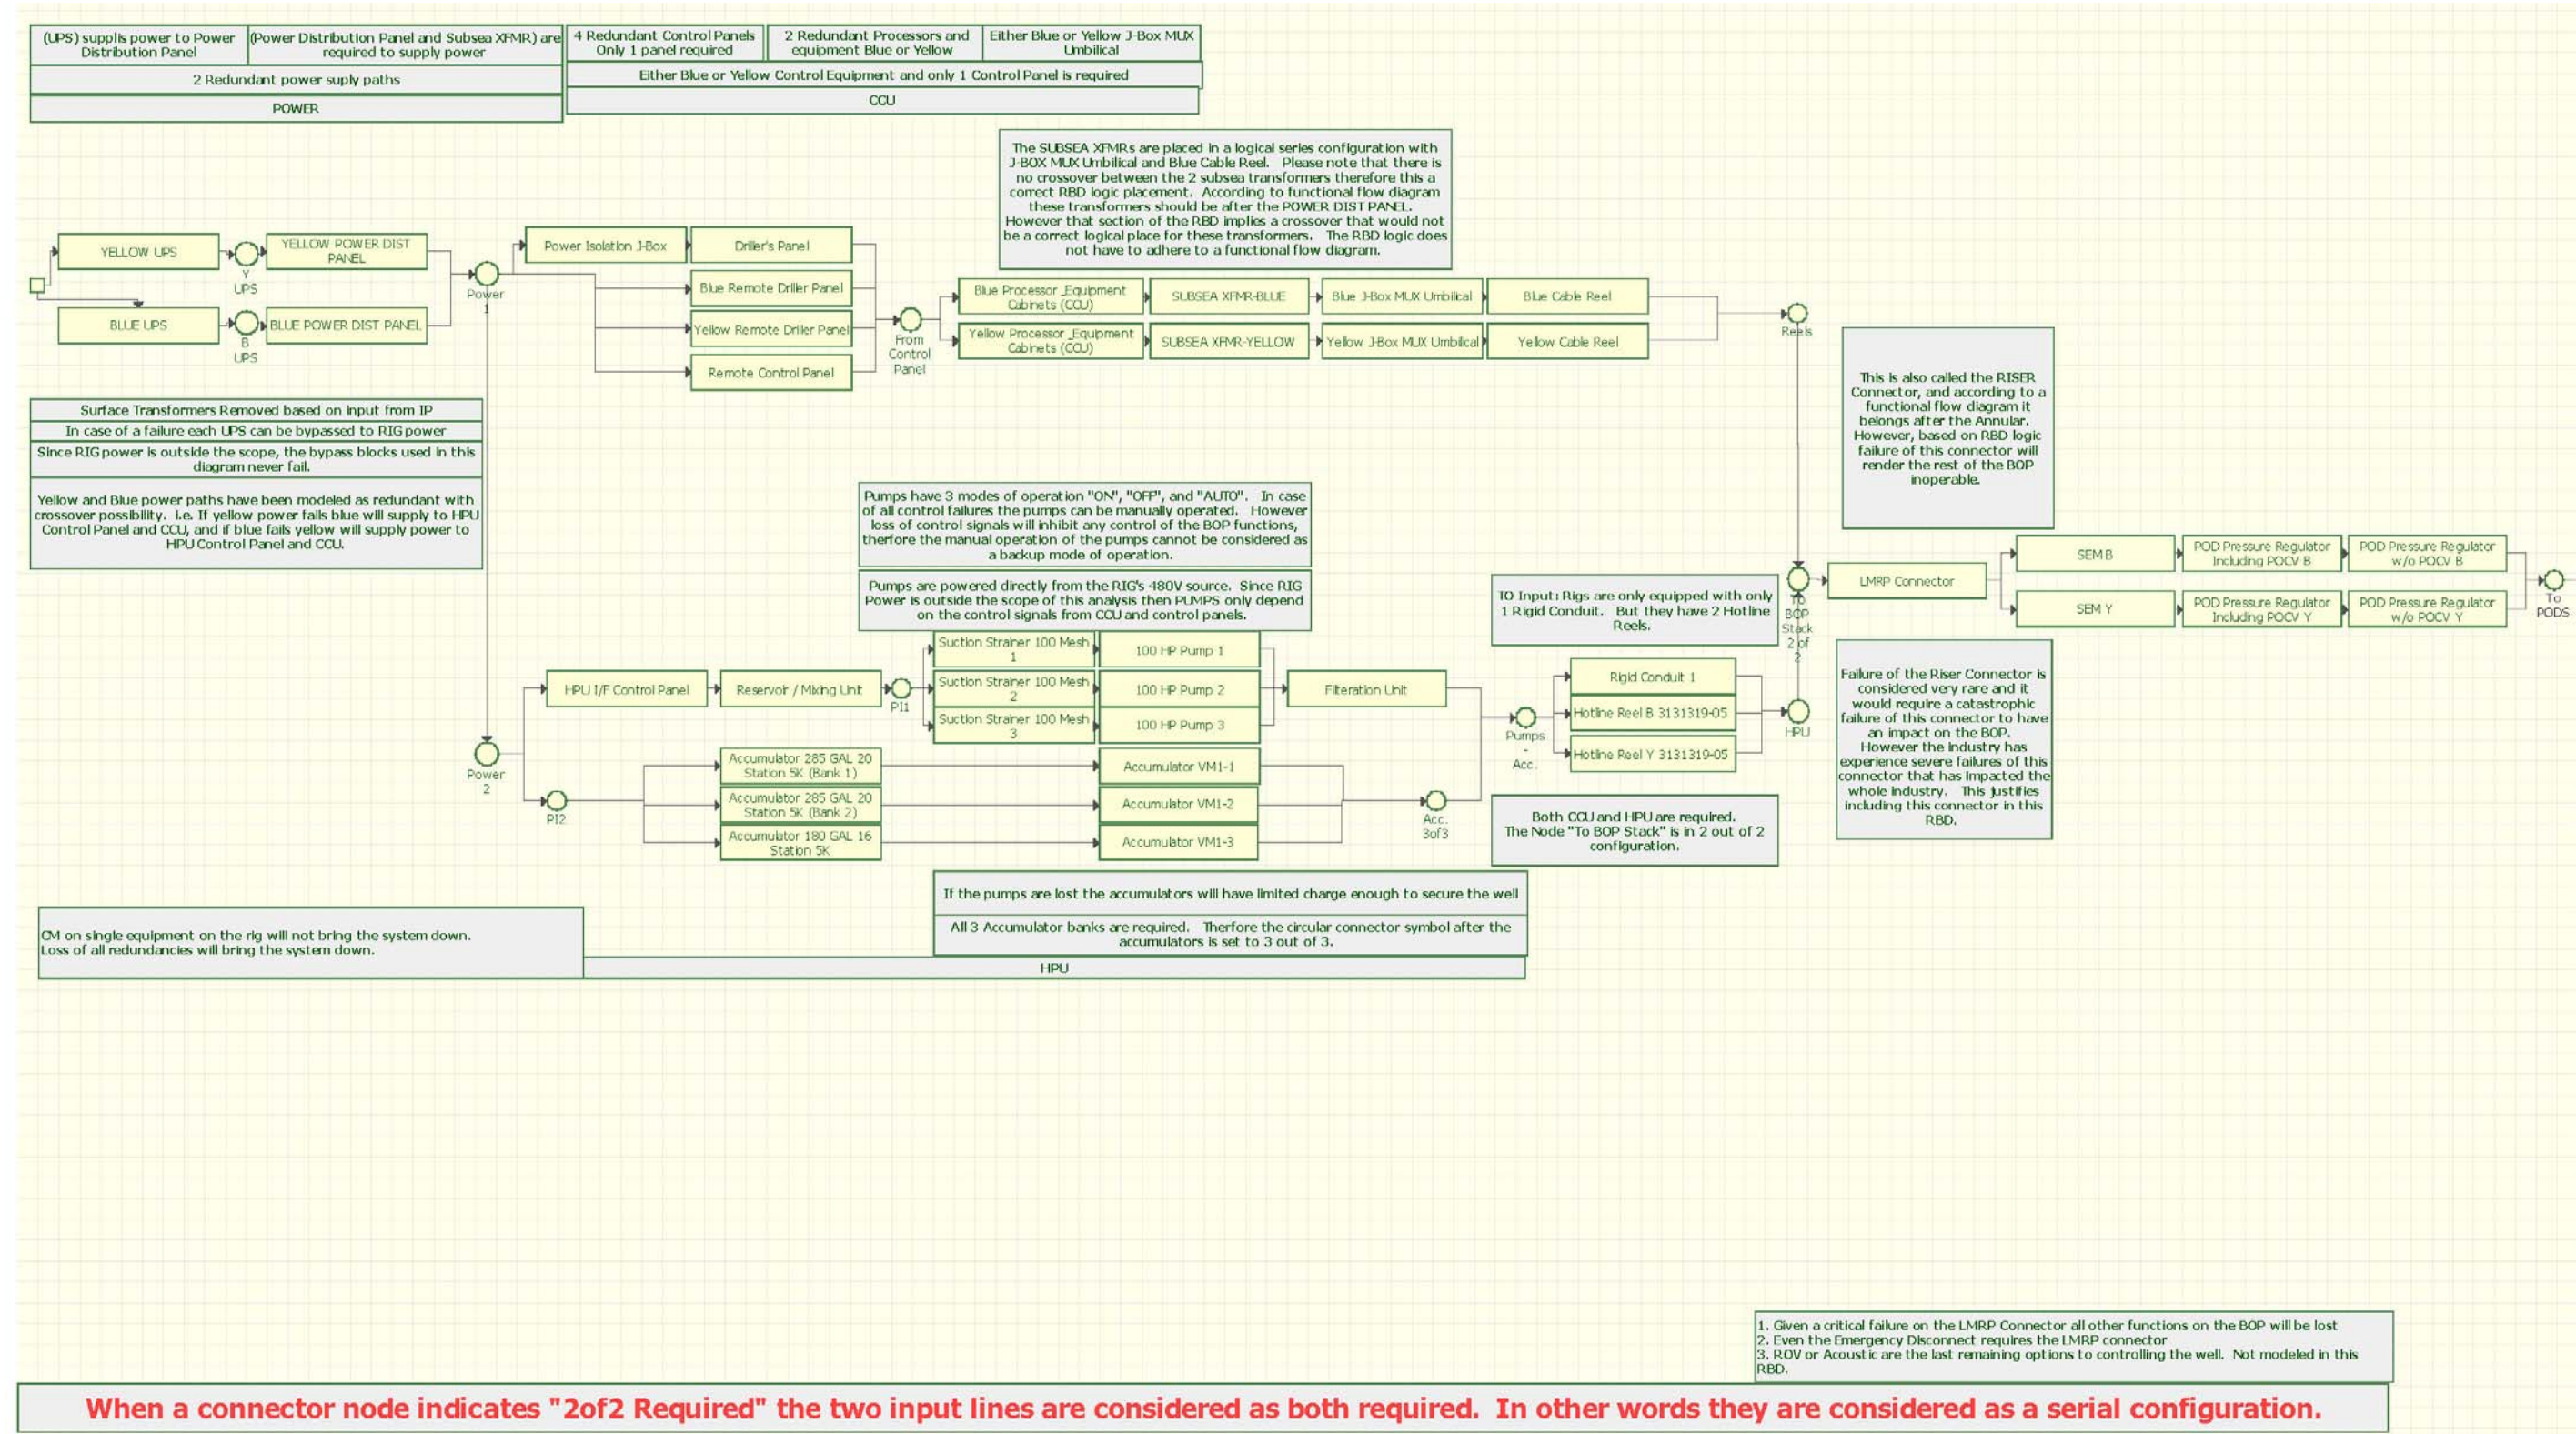 (UPS) supplis power to Power
Distribution Panel
(Power Distribution Panel and Subsea XFMR) are
required to supply power
2 Redundant power suply paths
POWER
4 Redundant Control Panels
Only 1 panel required
2 Redundant Processors and
equipment Blue or Yellow
Either Blue or Yellow J-Box MUX
Umbilical
Either Blue or Yellow Control Equipment and only 1 Control Panel is required
CCU
The SUBSEA XFMRs are placed in a logical series configuration with
J-BOX MUX Umbilical and Blue Cable Reel. Please note that there is
no crossover between the 2 subsea transformers therefore this a
correct RBD logic placement. According to functional flow diagram
these transformers should be after the POWER DIST PANEL.
However that section of the RBD implies a crossover that would not
be a correct logical place for these transformers. The RBD logic does
not have to adhere to a functional flow diagram.
YELLOW UPS
Y
UPS
YELLOW POWER DIST
PANEL
BLUE UPS
B
UPS
BLUE POWER DIST PANEL
Power
1
Power Isolation J-Box
Driller's Panel
Blue Remote Driller Panel
Yellow Remote Driller Panel
Remote Control Panel
From
Control
Panel
Blue Processor _Equipment
Cabinets (CCU)
SUBSEA XFMR-BLUE
Blue J-Box MUX Umbilical
Blue Cable Reel
Yellow Processor _Equipment
Cabinets (CCU)
SUBSEA XFMR-YELLOW
Yellow J-Box MUX Umbilical
Yellow Cable Reel
Reels
This is also called the RISER
Connector, and according to a
functional flow diagram it
belongs after the Annular.
However, based on RBD logic
failure of this connector will
render the rest of the BOP
inoperable.
Surface Transformers Removed based on input from IP
In case of a failure each UPS can be bypassed to RIG power
Since RIG power is outside the scope, the bypass blocks used in this
diagram never fail.
Yellow and Blue power paths have been modeled as redundant with
crossover possibility. I.e. If yellow power fails blue will supply to HPU
Control Panel and CCU, and if blue fails yellow will supply power to
HPU Control Panel and CCU.
Pumps have 3 modes of operation "ON", "OFF", and "AUTO". In case
of all control failures the pumps can be manually operated. However
loss of control signals will inhibit any control of the BOP functions,
therfore the manual operation of the pumps cannot be considered as
a backup mode of operation.
Pumps are powered directly from the RIG's 480V source. Since RIG
Power is outside the scope of this analysis then PUMPS only depend
on the control signals from CCU and control panels.
TO Input: Rigs are only equipped with only
1 Rigid Conduit. But they have 2 Hotline
Reels.
To
BOP
Stack
2 of
2
LMRP Connector
SEM B
POD Pressure Regulator
Including POCV B
POD Pressure Regulator
w/o POCV B
SEM Y
POD Pressure Regulator
Including POCV Y
POD Pressure Regulator
w/o POCV Y
To
PODS
HPU I/F Control Panel
Reservoir / Mixing Unit
PI1
Suction Strainer 100 Mesh
1
100 HP Pump 1
Suction Strainer 100 Mesh
2
100 HP Pump 2
Suction Strainer 100 Mesh
3
100 HP Pump 3
Filteration Unit
Pumps
-
Acc.
Rigid Conduit 1
Hotline Reel B 3131319-05
Hotline Reel Y 3131319-05
HPU
Failure of the Riser Connector is
considered very rare and it
would require a catastrophic
failure of this connector to have
an impact on the BOP.
However the industry has
experience severe failures of this
connector that has impacted the
whole industry. This justifies
including this connector in this
RBD.
Power
2
PI2
Accumulator 285 GAL 20
Station 5K (Bank 1)
Accumulator VM1-1
Accumulator 285 GAL 20
Station 5K (Bank 2)
Accumulator VM1-2
Accumulator 180 GAL 16
Station 5K
Accumulator VM1-3
Acc.
3of3
Both CCU and HPU are required.
The Node "To BOP Stack" is in 2 out of 2
configuration.
If the pumps are lost the accumulators will have limited charge enough to secure the well
All 3 Accumulator banks are required. Therfore the circular connector symbol after the
accumulators is set to 3 out of 3.
HPU
CM on single equipment on the rig will not bring the system down.
Loss of all redundancies will bring the system down.
1. Given a critical failure on the LMRP Connector all other functions on the BOP will be lost
2. Even the Emergency Disconnect requires the LMRP connector
3. ROV or Acoustic are the last remaining options to controlling the well. Not modeled in this
RBD.
When a connector node indicates "2of2 Required" the two input lines are considered as both required. In other words they are considered as a serial configuration.